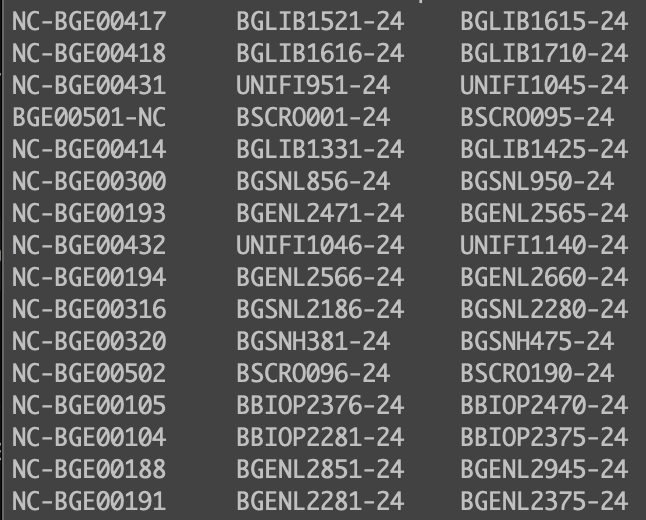 NC-BGE00417 BGLIB1521-24 BGLIB1615-24
NC-BGE00418 BGLIB1616-24 BGLIB1710-24
NC-BGE00431 UNIFI951-24 UNIFI1045-24
BGE00501-NC BSCRO001-24 BSCRO095-24
NC-BGE00414 BGLIB1331-24 BGLIB1425-24
NC-BGE00300 BGSNL856-24 BGSNL950-24
NC-BGE00193 BGENL2471-24 BGENL2565-24
NC-BGE00432 UNIFI1046-24 UNIFI1140-24
NC-BGE00194 BGENL2566-24 BGENL2660-24
NC-BGE00316 BGSNL2186-24 BGSNL2280-24
NC-BGE00320 BGSNH381-24 BGSNH475-24
NC-BGE00502 BSCRO096-24 BSCRO190-24
NC-BGE00105 BBIOP2376-24 BBIOP2470-24
NC-BGE00104 BBIOP2281-24 BBIOP2375-24
NC-BGE00188 BGENL2851-24 BGENL2945-24
NC-BGE00191 BGENL2281-24 BGENL2375-24